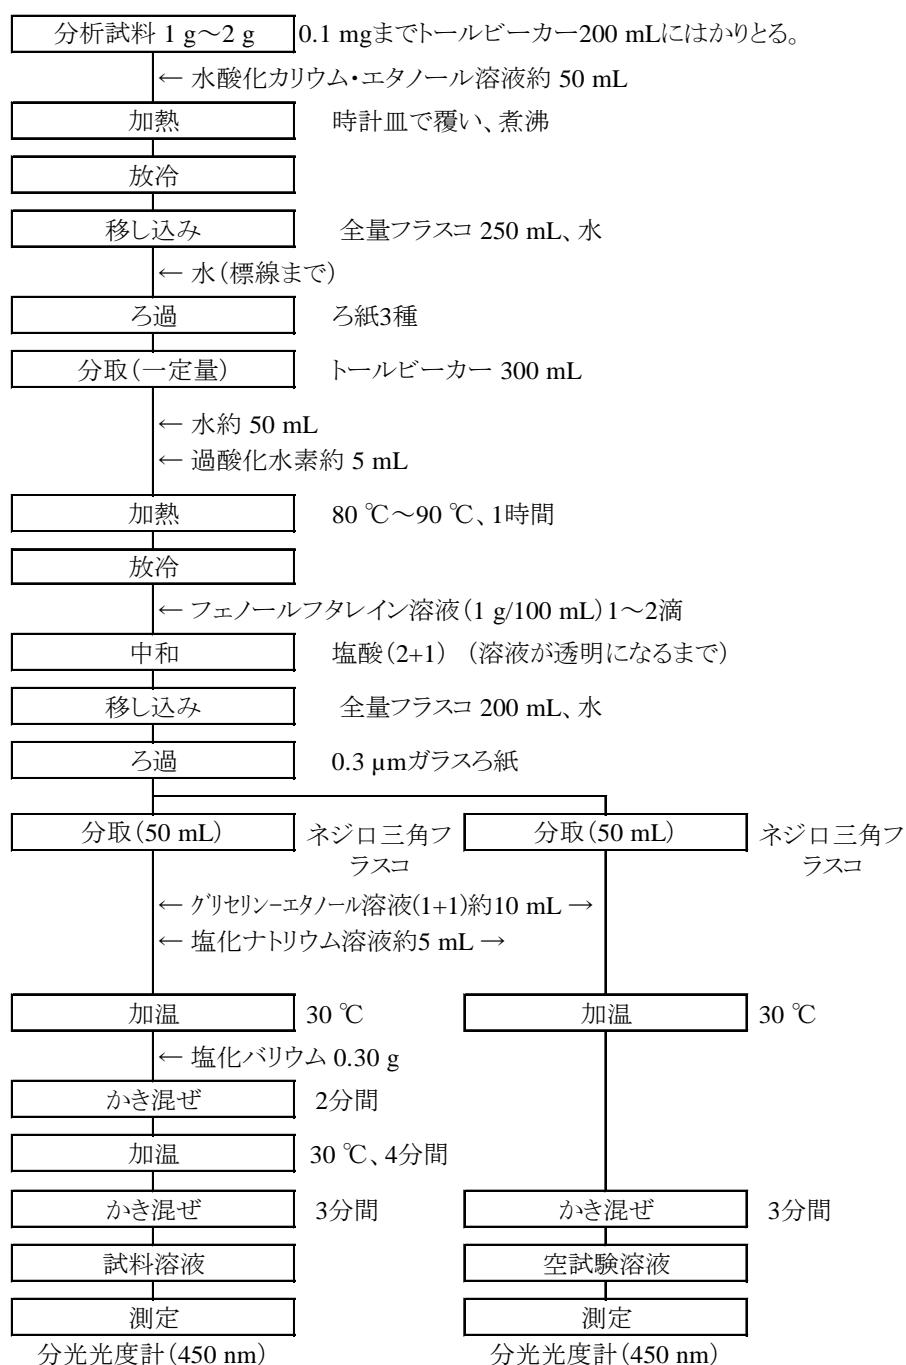 分析試料 1 g～2 g 0.1 mgまでトールビーカー200 mLにはかりとる。
← 水酸化カリウム・エタノール溶液約 50 mL
加熱 時計皿で覆い、煮沸
放冷
移し込み 全量フラスコ 250 mL、水
← 水（標線まで）
ろ過 ろ紙3種
分取（一定量） トールビーカー 300 mL
← 水約 50 mL
← 過酸化水素約 5 mL
加熱 80 ℃～90 ℃、1時間
放冷
← フェノールフタレイン溶液（1 g/100 mL）1～2滴
中和 塩酸（2+1） （溶液が透明になるまで）
移し込み 全量フラスコ 200 mL、水
ろ過 0.3 µmガラスろ紙
分取（50 mL） ネジロ三角フラスコ 分取（50 mL） ネジロ三角フラスコ
← グリセリン−エタノール溶液(1+1)約10 mL →
← 塩化ナトリウム溶液約5 mL →
加温 30 ℃ 加温 30 ℃
← 塩化バリウム 0.30 g
かき混ぜ 2分間
加温 30 ℃、4分間
かき混ぜ 3分間 かき混ぜ 3分間
試料溶液 空試験溶液
測定 測定
分光光度計（450 nm） 分光光度計（450 nm）